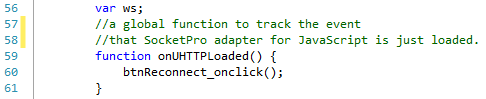 56 var ws;
57 //a global function to track the event
58 //that SocketPro adapter for JavaScript is just loaded.
59 function onUHTTPLoaded() {
60 btnReconnect_onclick();
61 }